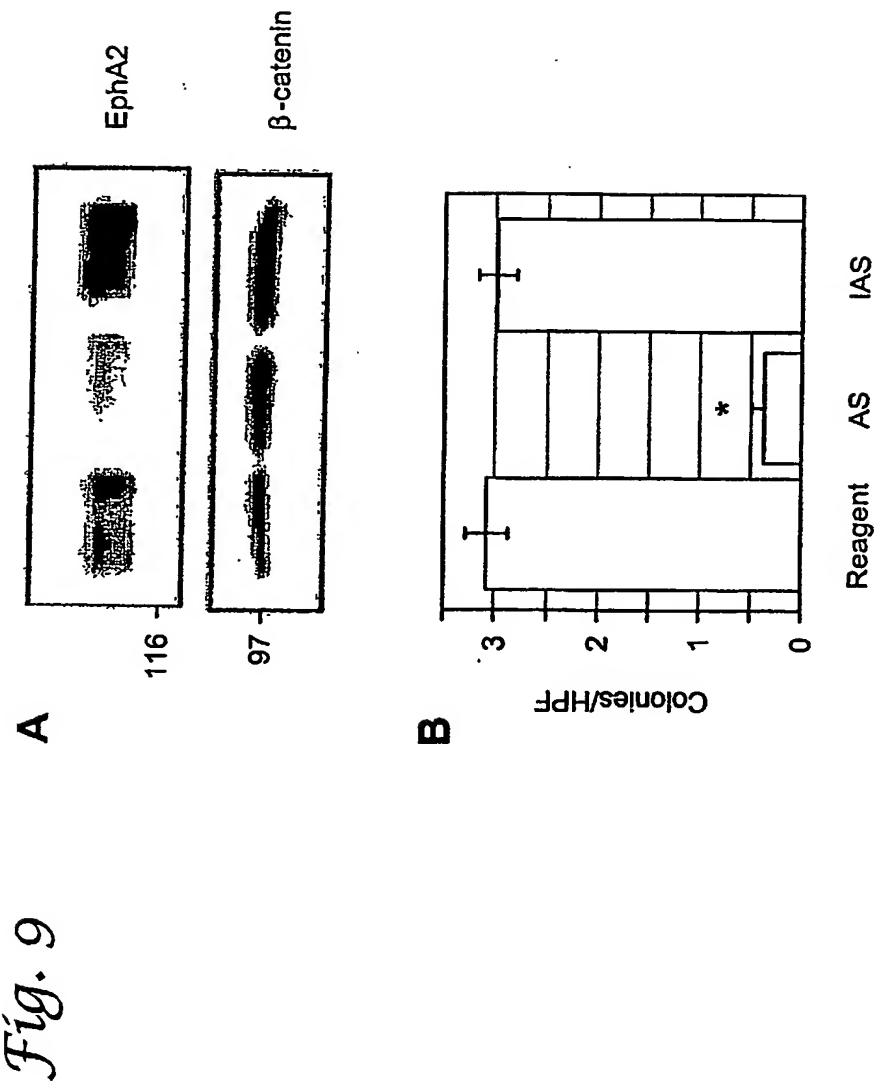 Fig. 9
A
EphA2
116
β-catenin
97
B
Colonies/HPF
3
2
1
0
*
Reagent AS IAS